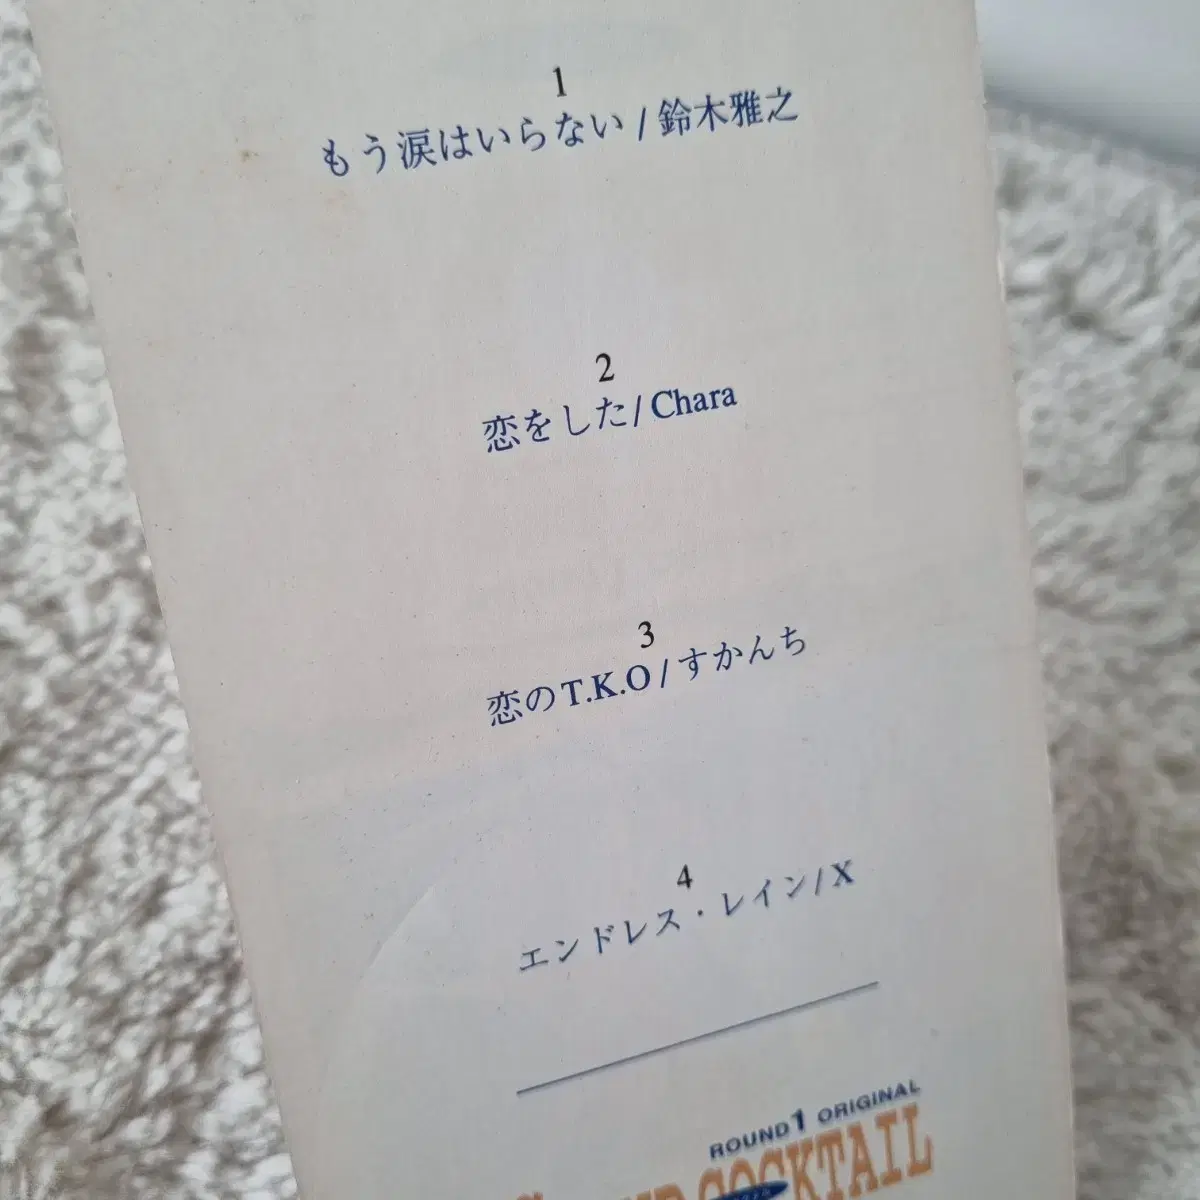 1
もう涙はいらない/鈴木雅之
2
恋をした/Chara
3
恋のT.K.O/すかんち
4
エンドレス・レイン/X
ROUND1 ORIGINAL
COCKTAIL